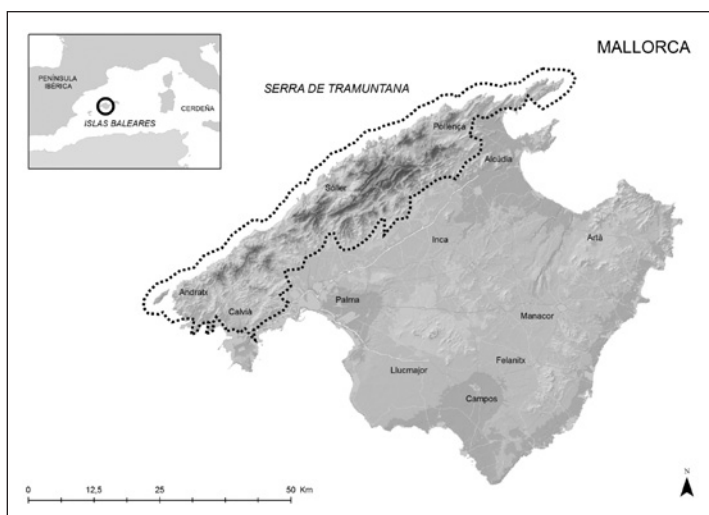 MALLORCA
PENÍNSULA
IBÉRICA
CERDEÑA
ISLAS BALEARES
SERRA DE TRAMUNTANA
Pollença
Alcúdia
Sóller
Inca
Artà
Andratx
Calvià
Palma
Manacor
Llucmajor
Felanitx
Campos
0 12,5 25 50 Km
N